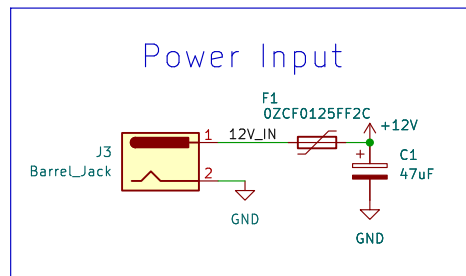 Power Input
F1
0ZCF0125FF2C
+12V
1
12V_IN
J3
Barrel_Jack
2
+
C1
47uF
GND
GND